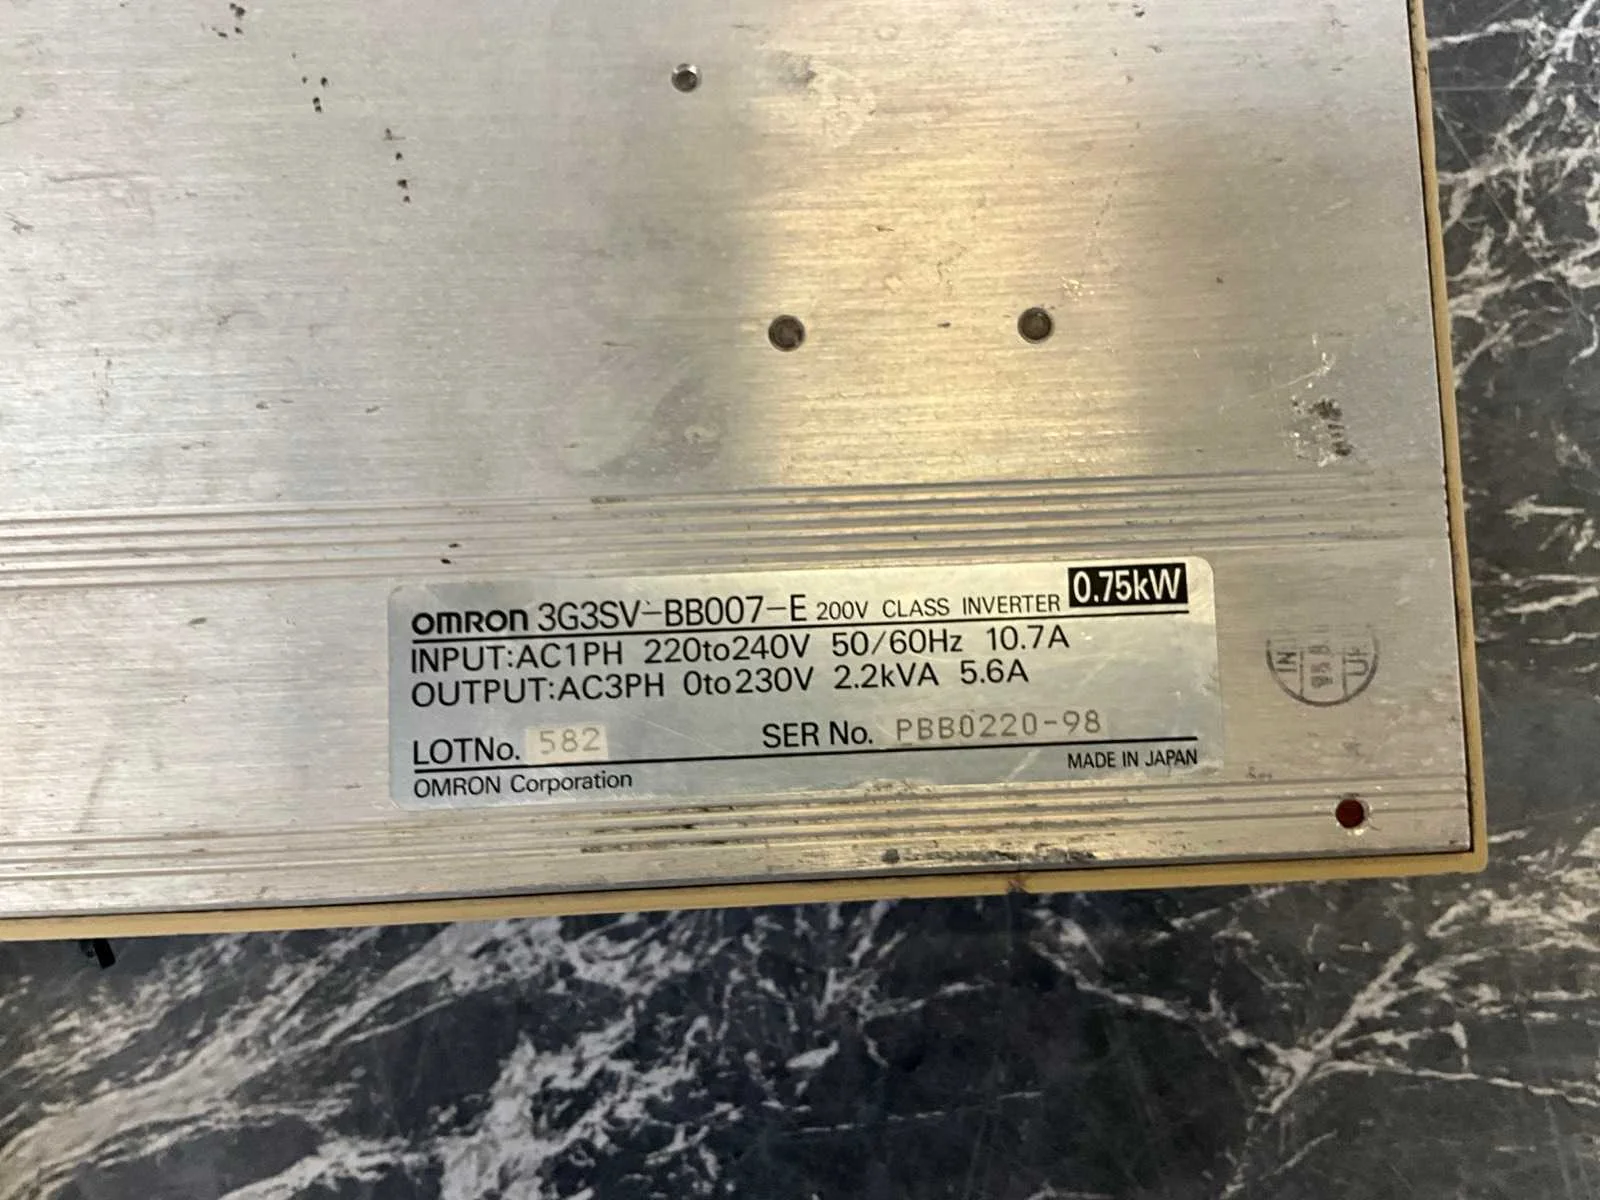 OMRON 3G3SV-BB007-E 200V CLASS INVERTER 0.75kW
INPUT:AC1PH 220to240V 50/60Hz 10.7A
OUTPUT:AC3PH 0to230V 2.2kVA 5.6A
LOTNo. 582 SER No. PBB0220-98
OMRON Corporation MADE IN JAPAN